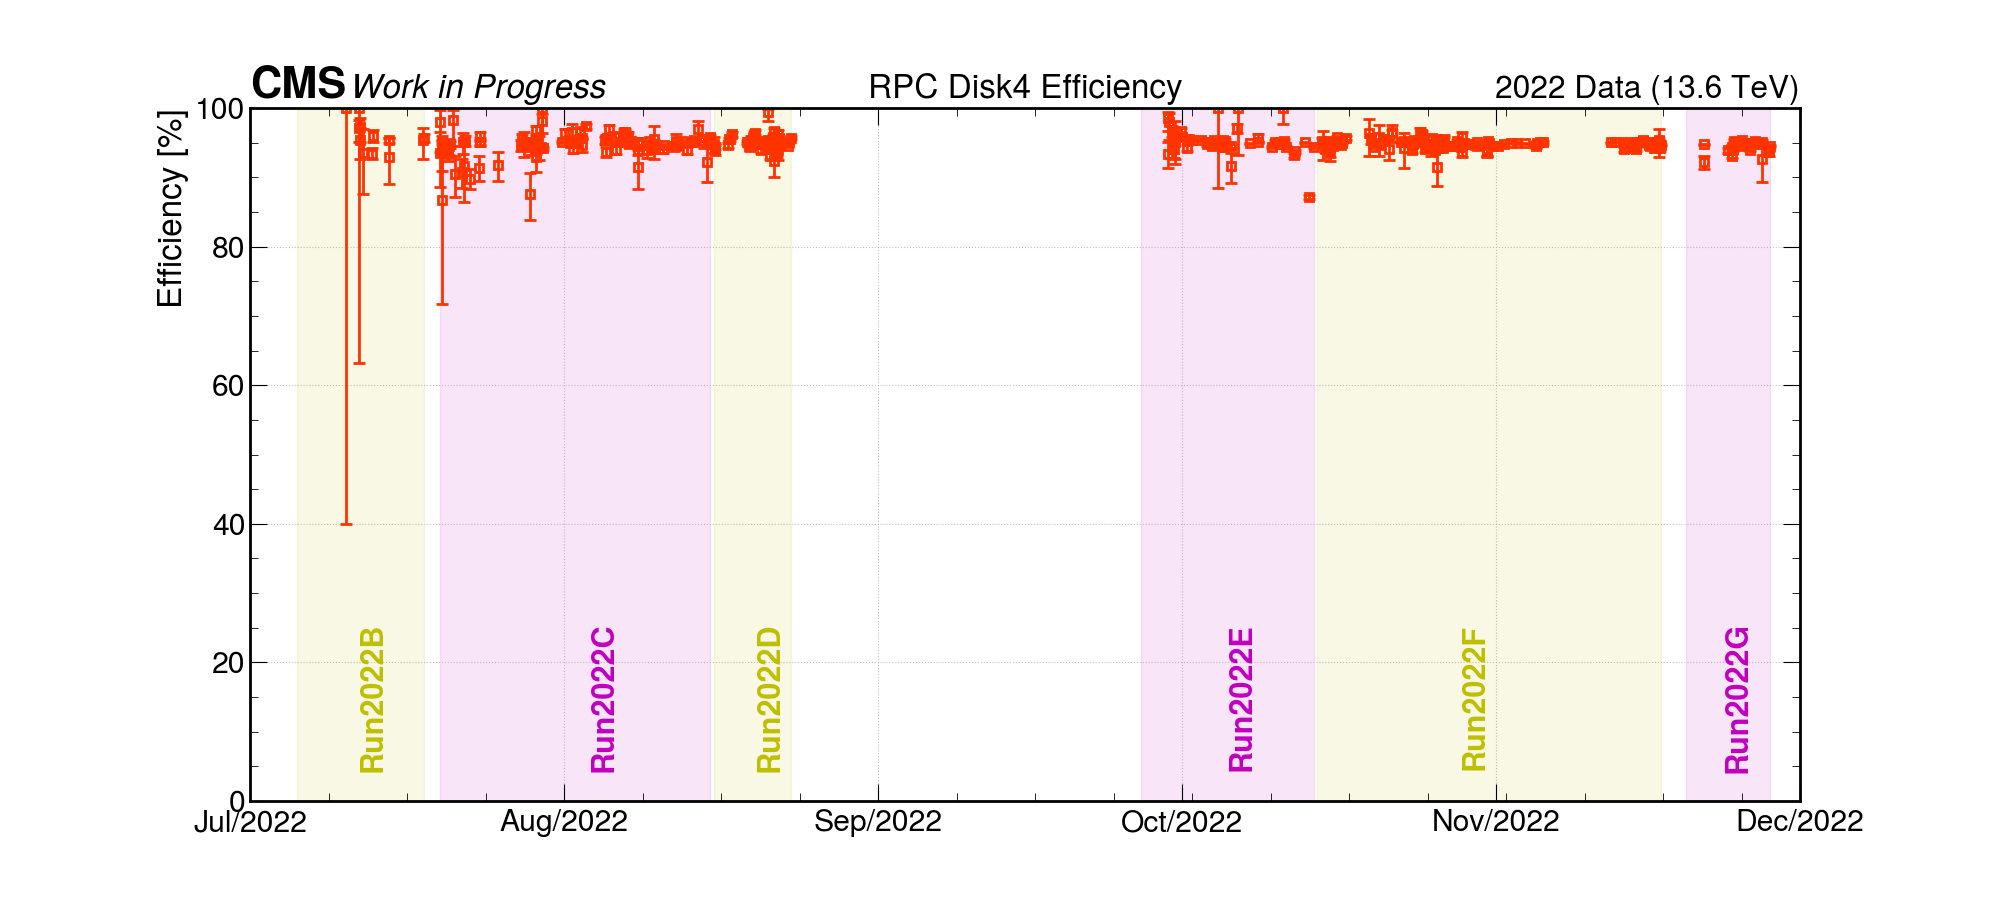 CMS Work in Progress RPC Disk4 Efficiency 2022 Data (13.6 TeV)
Efficiency [%]
100
80
60
40
20
0
Run2022B
Run2022C
Run2022D
Run2022E
Run2022F
Run2022G
Jul/2022 Aug/2022 Sep/2022 Oct/2022 Nov/2022 Dec/2022